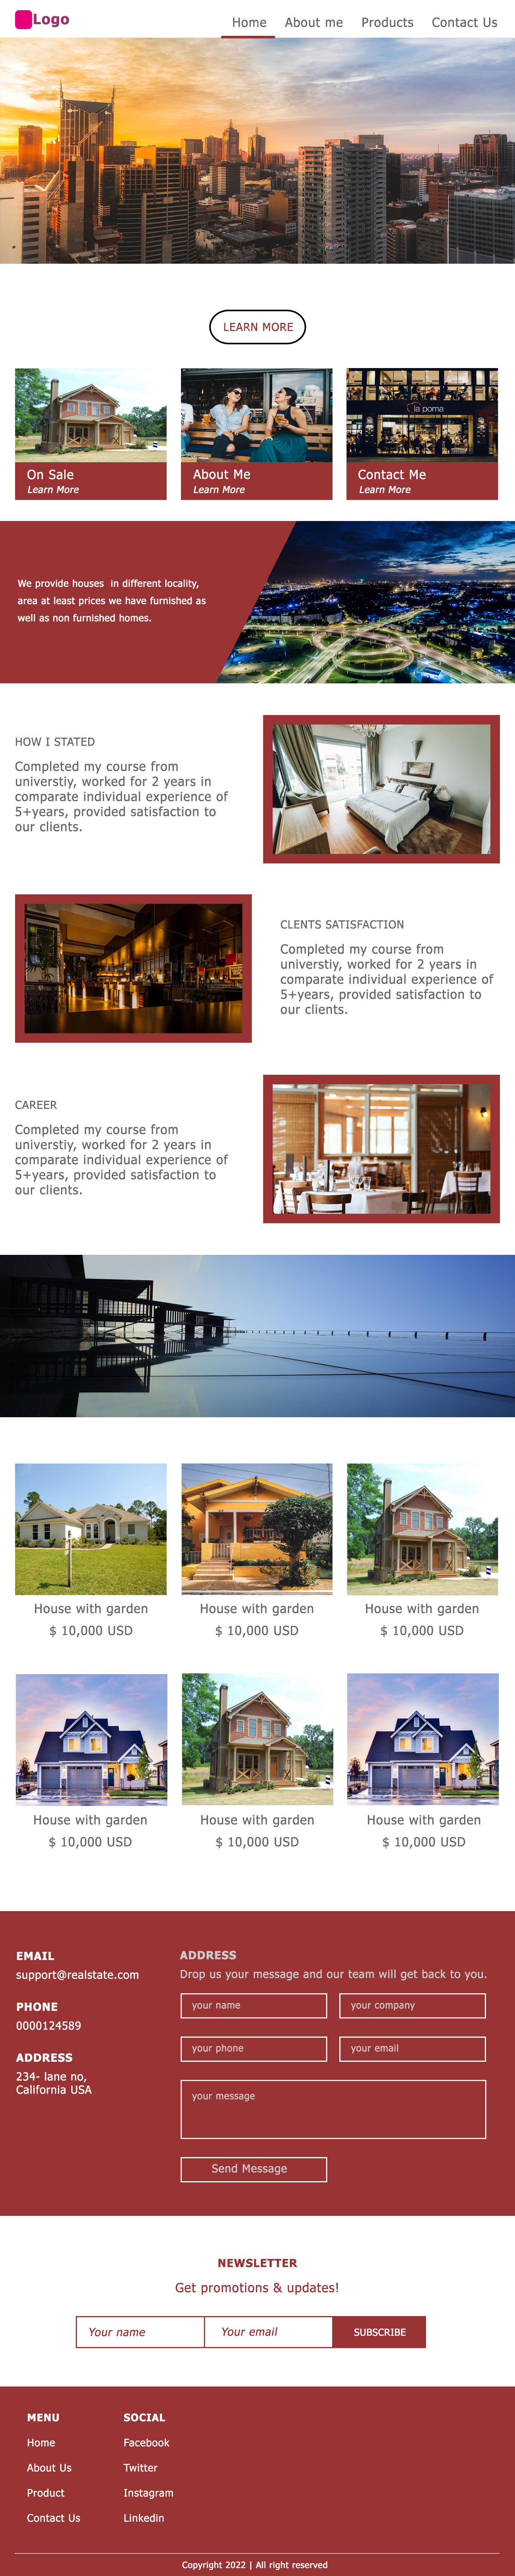 Logo
Home About me Products Contact Us
LEARN MORE
la poma
On Sale
Learn More
About Me
Learn More
Contact Me
Learn More
We provide houses in different locality,
area at least prices we have furnished as
well as non furnished homes.
HOW I STATED
Completed my course from
universtiy, worked for 2 years in
comparate individual experience of
5+years, provided satisfaction to
our clients.
CLENTS SATISFACTION
Completed my course from
universtiy, worked for 2 years in
comparate individual experience of
5+years, provided satisfaction to
our clients.
CAREER
Completed my course from
universtiy, worked for 2 years in
comparate individual experience of
5+years, provided satisfaction to
our clients.
House with garden
$ 10,000 USD
House with garden
$ 10,000 USD
House with garden
$ 10,000 USD
House with garden
$ 10,000 USD
House with garden
$ 10,000 USD
House with garden
$ 10,000 USD
EMAIL
support@realstate.com
PHONE
0000124589
ADDRESS
234- lane no,
California USA
ADDRESS
Drop us your message and our team will get back to you.
your name
your company
your phone
your email
your message
Send Message
NEWSLETTER
Get promotions & updates!
Your name
Your email
SUBSCRIBE
MENU
Home
About Us
Product
Contact Us
SOCIAL
Facebook
Twitter
Instagram
Linkedin
Copyright 2022 | All right reserved